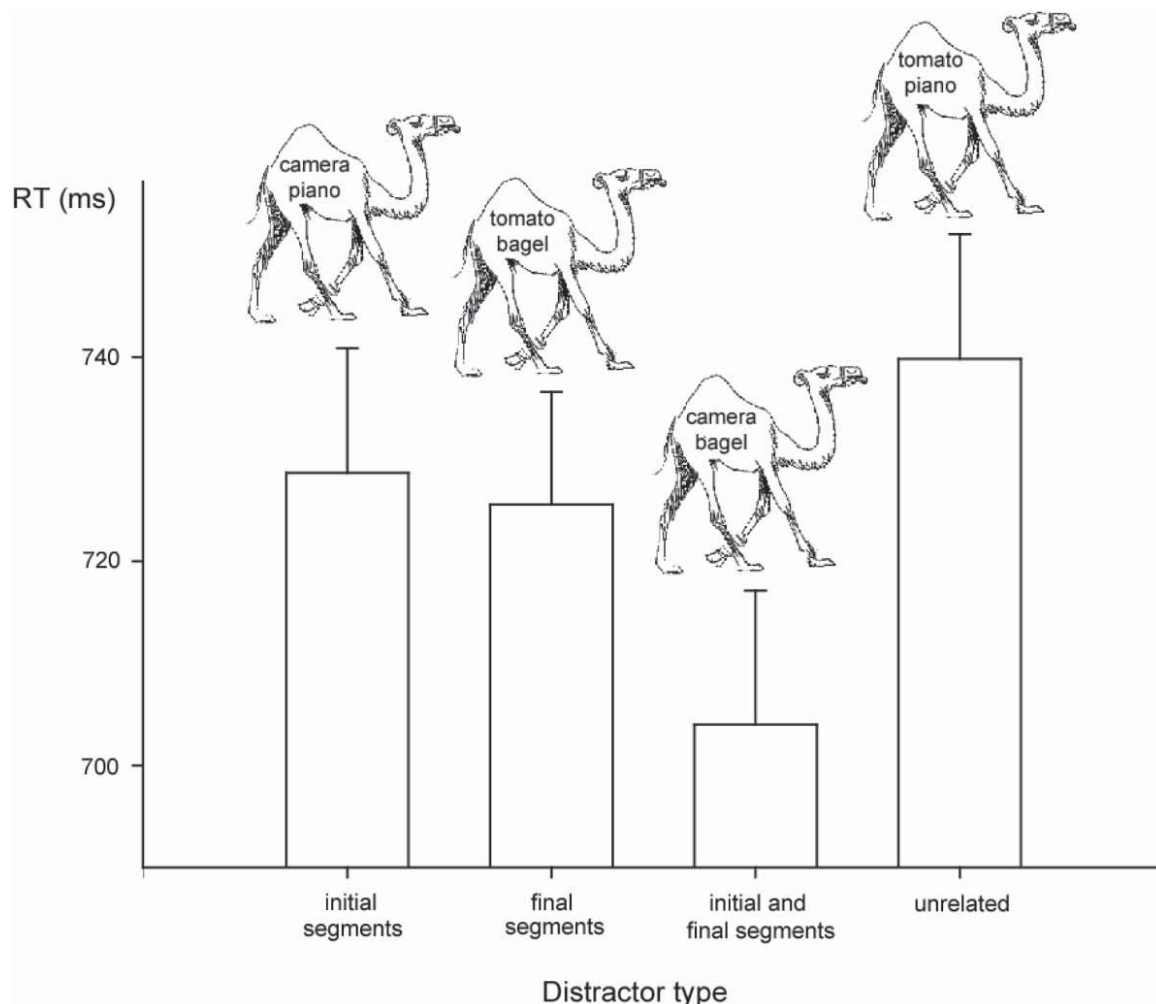 tomato
piano
camera
piano
RT (ms)
tomato
bagel
740
camera
bagel
720
700
initial
segments
final
segments
initial and
final segments
unrelated
Distractor type